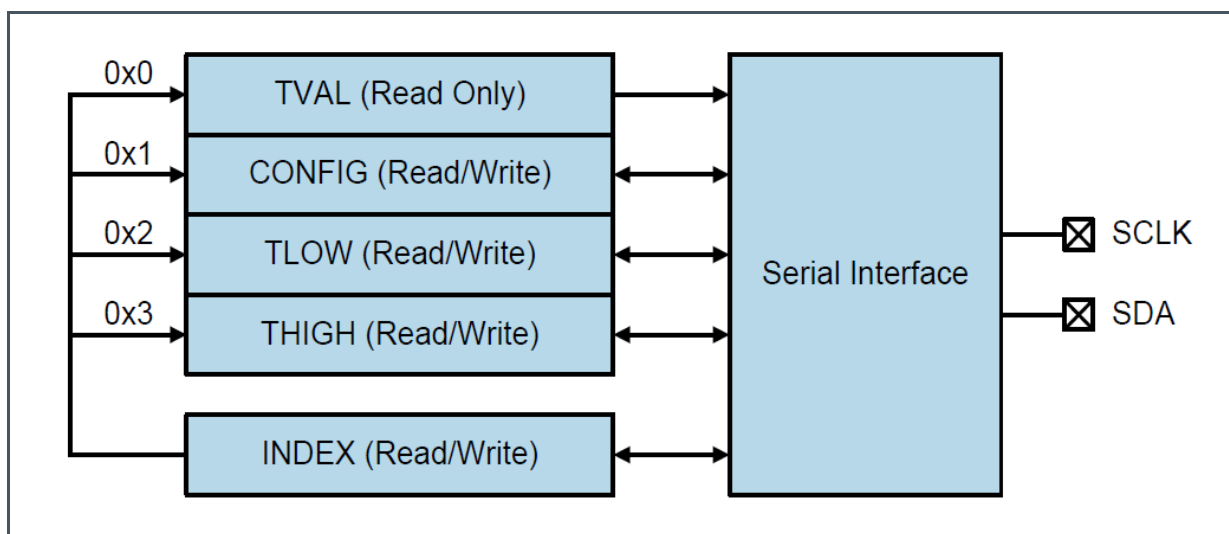 0x0
TVAL (Read Only)
0x1
CONFIG (Read/Write)
0x2
TLOW (Read/Write)
0x3
THIGH (Read/Write)
INDEX (Read/Write)
Serial Interface
SCLK
SDA